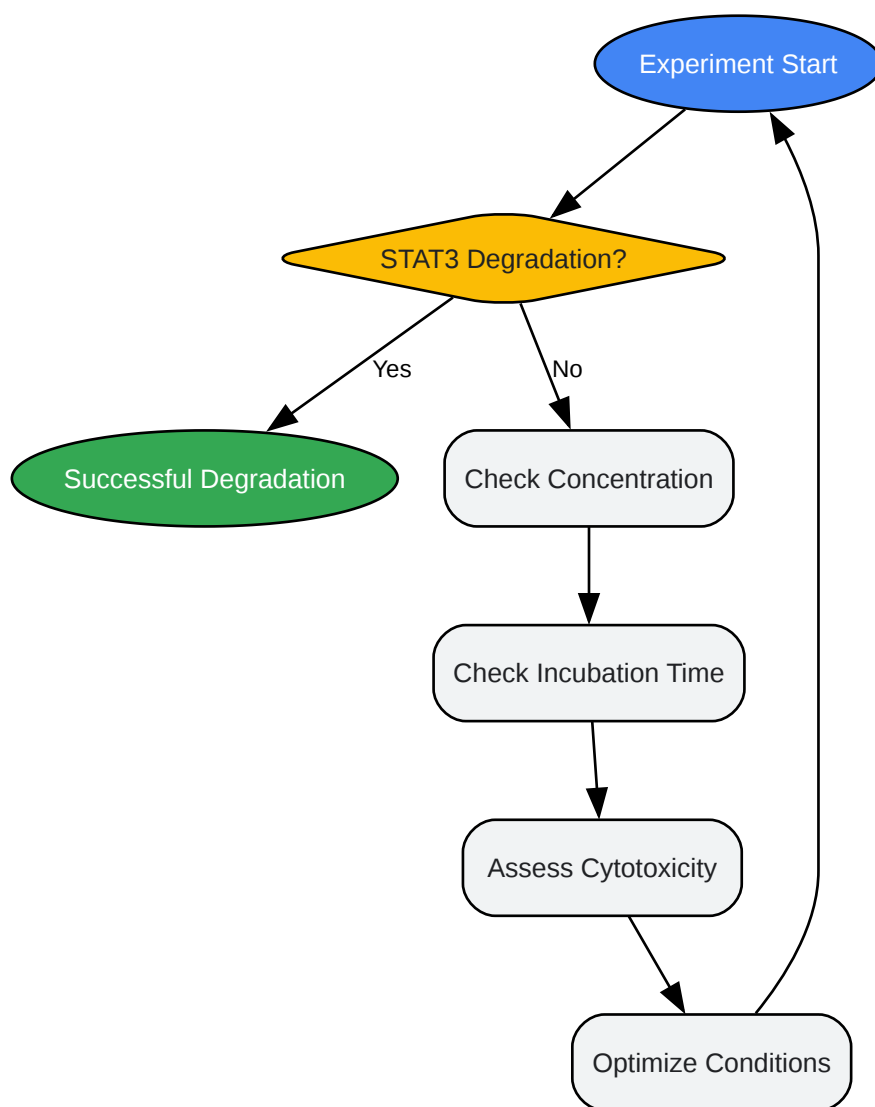 Experiment Start
STAT3 Degradation?
Yes
No
Successful Degradation
Check Concentration
Check Incubation Time
Assess Cytotoxicity
Optimize Conditions